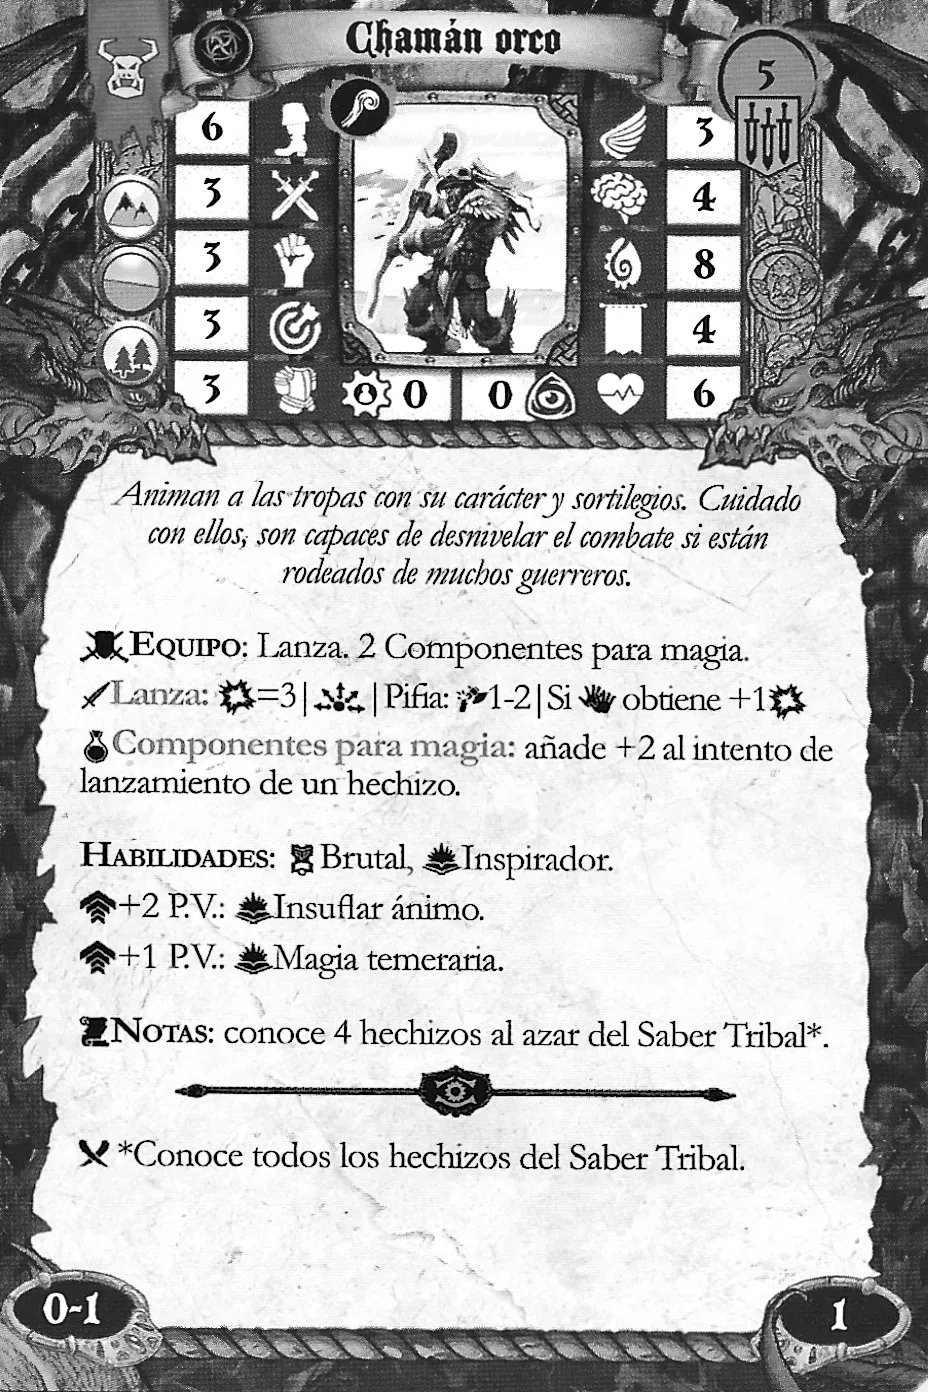 Chamán orco
5
6
3
3
4
3
8
3
4
3
0
0
6
Animan a las tropas con su carácter y sortilegios. Cuidado
con ellos, son capaces de desnivelar el combate si están
rodeados de muchos guerreros.
EQUIPO: Lanza. 2 Componentes para magia.
Lanza: =3| | Pifia: 1-2|Si obtiene +1
Componentes para magia: añade +2 al intento de
lanzamiento de un hechizo.
HABILIDADES: Brutal, Inspirador.
+2 P.V.: Insuflar ánimo.
+1 P.V.: Magia temeraria.
NOTAS: conoce 4 hechizos al azar del Saber Tribal*.
*Conoce todos los hechizos del Saber Tribal.
0-1
1